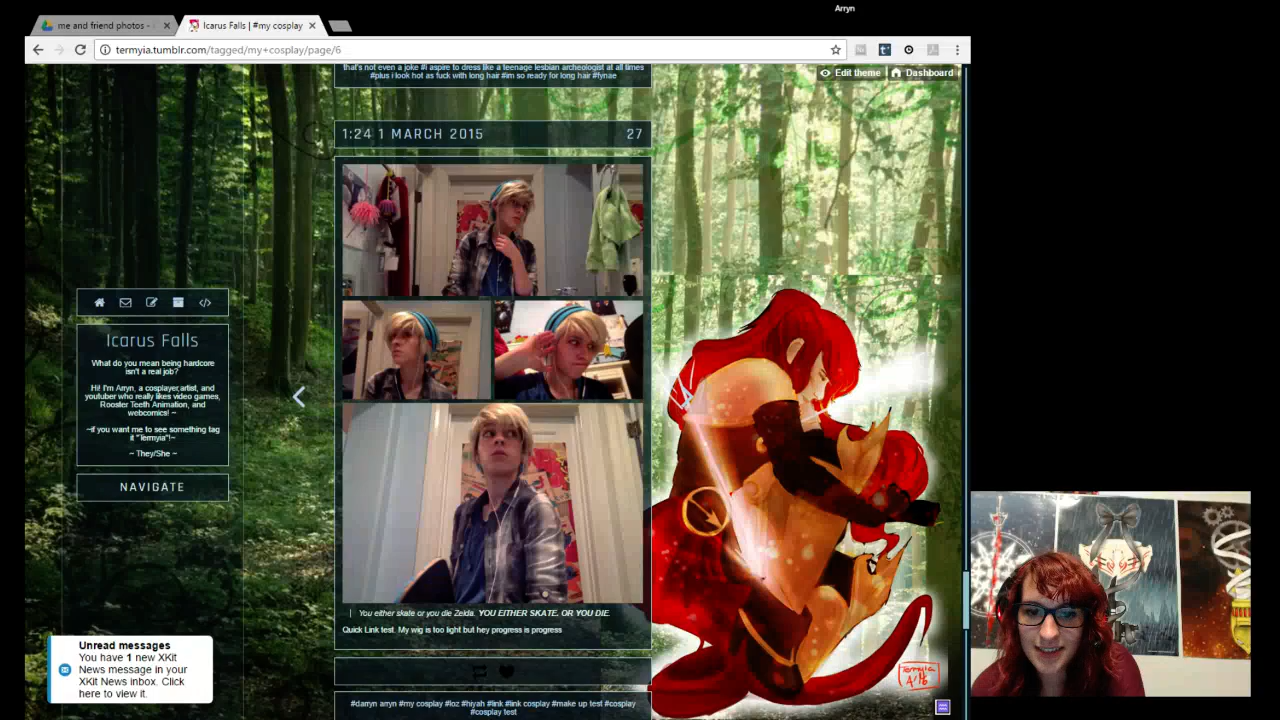 Arryn
me and friend photos -
Icarus Falls | #my cosplay
termyia.tumblr.com/tagged/my+cosplay/page/6
that's not even a joke #i aspire to dress like a teenage lesbian archeologist at all times
#plus i look hot as fuck with long hair #im so ready for long hair #fynae
Edit theme
Dashboard
1:24 1 MARCH 2015
27
Icarus Falls
What do you mean being hardcore
isn't a real job?
Hi! I'm Arryn, a cosplayer,artist, and
youtuber who really likes video games,
Rooster Teeth Animation, and
webcomics! ~
~if you want me to see something tag
it "Termyia"!~
~ They/She ~
NAVIGATE
You either skate or you die Zelda. YOU EITHER SKATE. OR YOU DIE.
Quick Link test. My wig is too light but hey progress is progress
Unread messages
You have 1 new XKit
News message in your
XKit News inbox. Click
here to view it.
Termyia
#darryn arryn #my cosplay #loz #hiyah #link #link cosplay #make up test #cosplay
#cosplay test